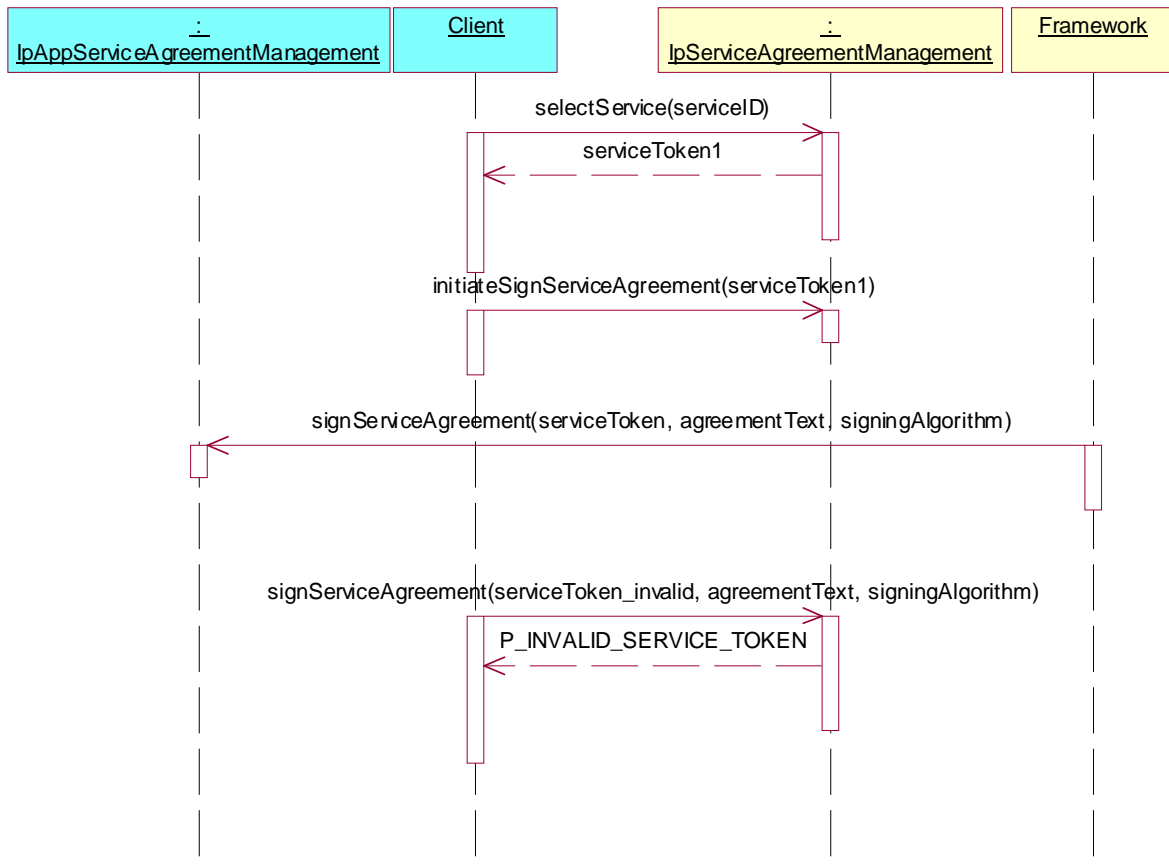 :
IpAppServiceAgreementManagement
Client
:
IpServiceAgreementManagement
Framework
selectService(serviceID)
serviceToken1
initiateSignServiceAgreement(serviceToken1)
signServiceAgreement(serviceToken, agreementText, signingAlgorithm)
signServiceAgreement(serviceToken_invalid, agreementText, signingAlgorithm)
P_INVALID_SERVICE_TOKEN